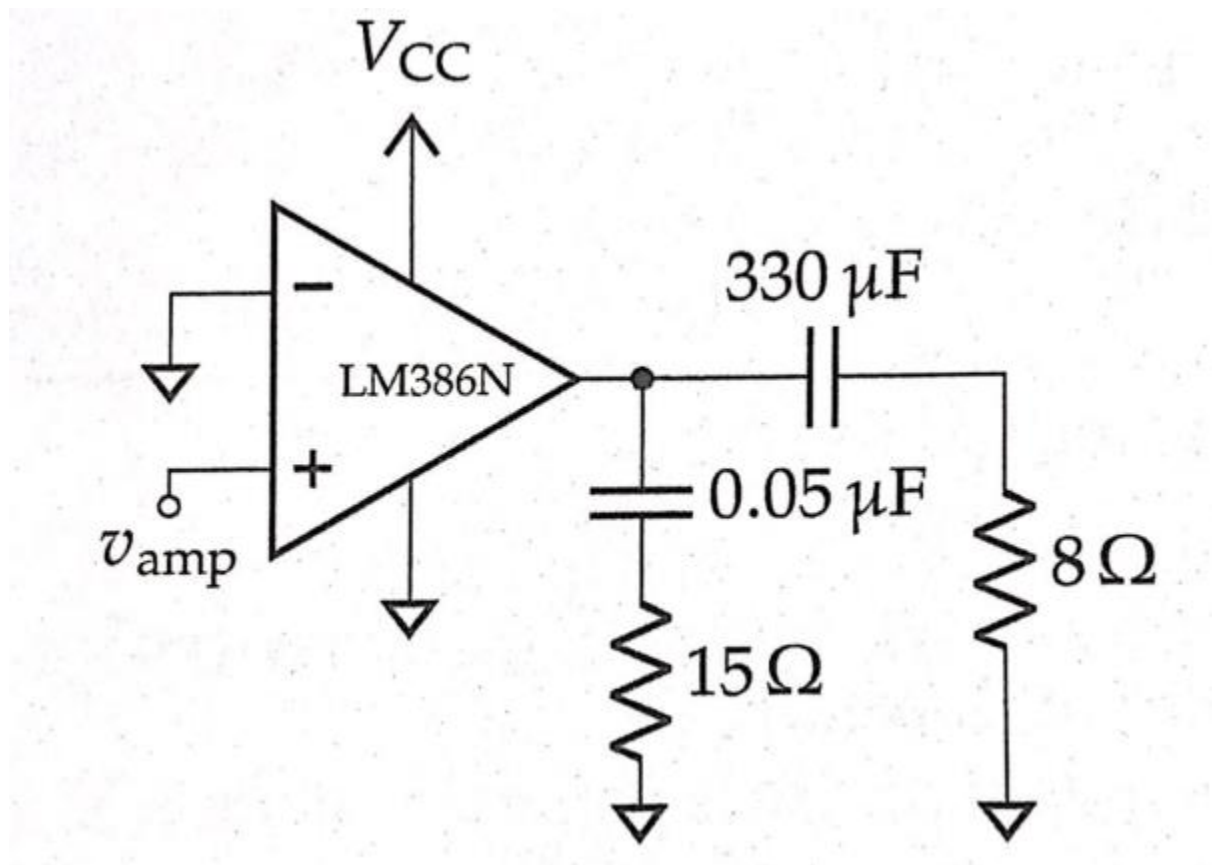 VCC
330 µF
−
LM386N
+
0.05 µF
vamp
8 Ω
15 Ω